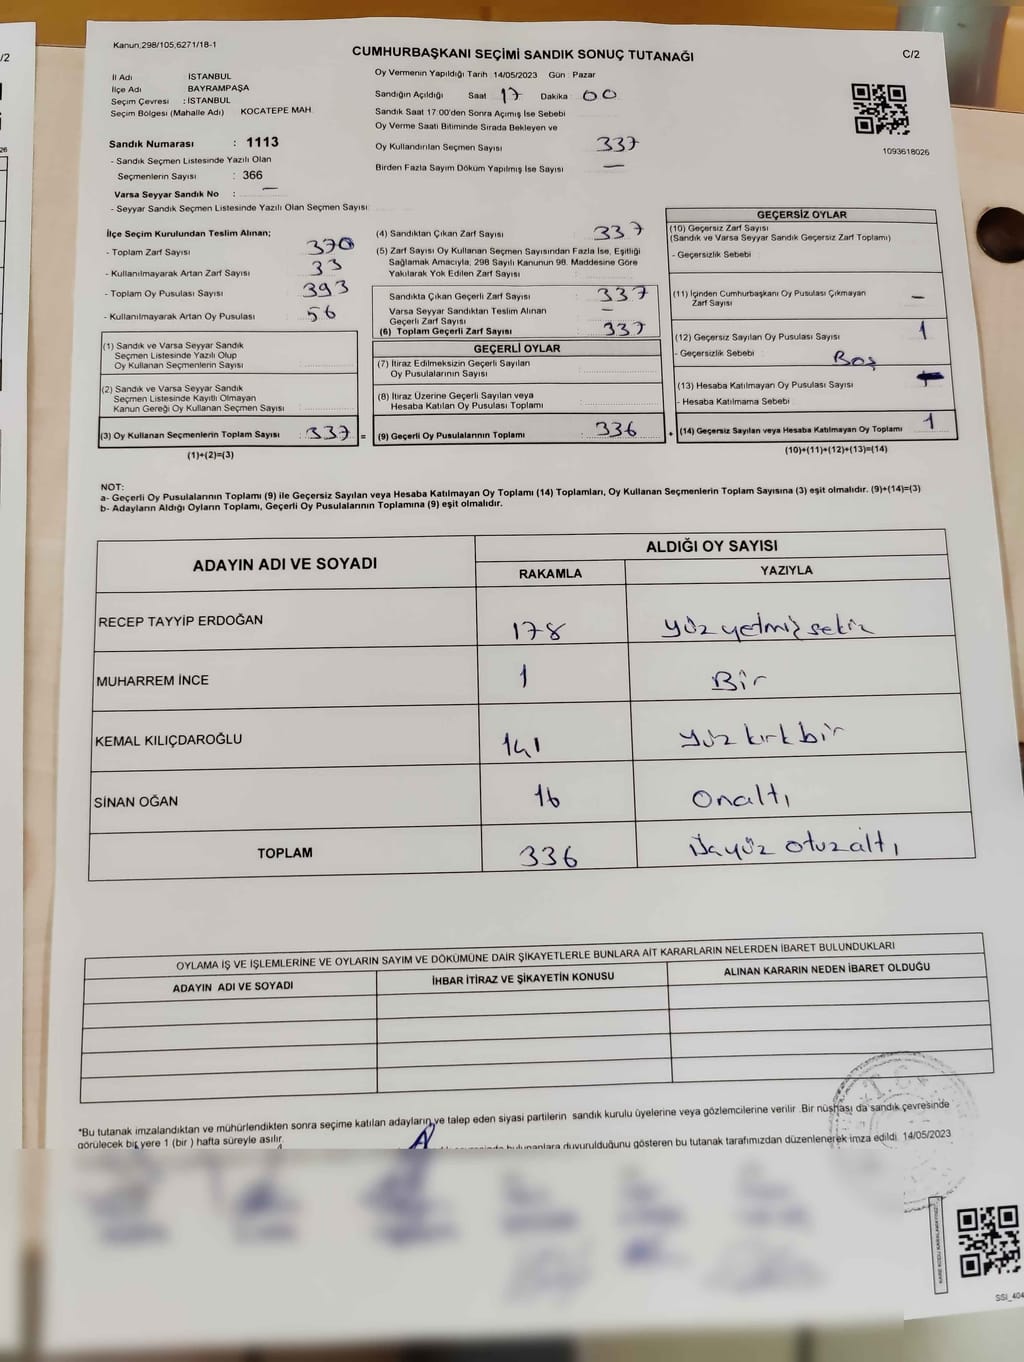 /2
Kanun;298/105;6271/18-1
CUMHURBAŞKANI SEÇİMİ SANDIK SONUÇ TUTANAĞI
C/2
İl Adı İSTANBUL
İlçe Adı BAYRAMPAŞA
Seçim Çevresi : İSTANBUL
Seçim Bölgesi (Mahalle Adı) KOCATEPE MAH.
Sandık Numarası : 1113
- Sandık Seçmen Listesinde Yazılı Olan
Seçmenlerin Sayısı : 366
Varsa Seyyar Sandık No : —
- Seyyar Sandık Seçmen Listesinde Yazılı Olan Seçmen Sayısı:
Oy Vermenin Yapıldığı Tarih 14/05/2023 Gün : Pazar
Sandığın Açıldığı Saat 17 Dakika 00
Sandık Saat 17:00'den Sonra Açılmış İse Sebebi
Oy Verme Saati Bitiminde Sırada Bekleyen ve
Oy Kullandırılan Seçmen Sayısı 337
Birden Fazla Sayım Döküm Yapılmış İse Sayısı —
1093618026
İlçe Seçim Kurulundan Teslim Alınan;
- Toplam Zarf Sayısı 370
- Kullanılmayarak Artan Zarf Sayısı 33
- Toplam Oy Pusulası Sayısı 393
- Kullanılmayarak Artan Oy Pusulası 56
(1) Sandık ve Varsa Seyyar Sandık
Seçmen Listesinde Yazılı Olup
Oy Kullanan Seçmenlerin Sayısı
(2) Sandık ve Varsa Seyyar Sandık
Seçmen Listesinde Kayıtlı Olmayan
Kanun Gereği Oy Kullanan Seçmen Sayısı
(3) Oy Kullanan Seçmenlerin Toplam Sayısı 337 =
(1)+(2)=(3)
(4) Sandıktan Çıkan Zarf Sayısı 337
(5) Zarf Sayısı Oy Kullanan Seçmen Sayısından Fazla İse, Eşitliği
Sağlamak Amacıyla, 298 Sayılı Kanunun 98. Maddesine Göre
Yakılarak Yok Edilen Zarf Sayısı
Sandıkta Çıkan Geçerli Zarf Sayısı 337
Varsa Seyyar Sandıktan Teslim Alınan
Geçerli Zarf Sayısı —
(6) Toplam Geçerli Zarf Sayısı 337
GEÇERLİ OYLAR
(7) İtiraz Edilmeksizin Geçerli Sayılan
Oy Pusulalarının Sayısı
(8) İtiraz Üzerine Geçerli Sayılan veya
Hesaba Katılan Oy Pusulası Toplamı
(9) Geçerli Oy Pusulalarının Toplamı 336 +
GEÇERSİZ OYLAR
(10) Geçersiz Zarf Sayısı
(Sandık ve Varsa Seyyar Sandık Geçersiz Zarf Toplamı)
- Geçersizlik Sebebi
(11) İçinden Cumhurbaşkanı Oy Pusulası Çıkmayan
Zarf Sayısı —
(12) Geçersiz Sayılan Oy Pusulası Sayısı 1
- Geçersizlik Sebebi Boş
(13) Hesaba Katılmayan Oy Pusulası Sayısı
- Hesaba Katılmama Sebebi
(14) Geçersiz Sayılan veya Hesaba Katılmayan Oy Toplamı 1
(10)+(11)+(12)+(13)=(14)
NOT:
a- Geçerli Oy Pusulalarının Toplamı (9) ile Geçersiz Sayılan veya Hesaba Katılmayan Oy Toplamı (14) Toplamları, Oy Kullanan Seçmenlerin Toplam Sayısına (3) eşit olmalıdır. (9)+(14)=(3)
b- Adayların Aldığı Oyların Toplamı, Geçerli Oy Pusulalarının Toplamına (9) eşit olmalıdır.
ADAYIN ADI VE SOYADI
ALDIĞI OY SAYISI
RAKAMLA YAZIYLA
RECEP TAYYİP ERDOĞAN 178 yüz yetmiş sekiz
MUHARREM İNCE 1 Bir
KEMAL KILIÇDAROĞLU 141 yüz kırk bir
SİNAN OĞAN 16 Onaltı
TOPLAM 336 üçyüz otuzaltı
OYLAMA İŞ VE İŞLEMLERİNE VE OYLARIN SAYIM VE DÖKÜMÜNE DAİR ŞİKAYETLERLE BUNLARA AİT KARARLARIN NELERDEN İBARET BULUNDUKLARI
ADAYIN ADI VE SOYADI İHBAR İTİRAZ VE ŞİKAYETİN KONUSU ALINAN KARARIN NEDEN İBARET OLDUĞU
*Bu tutanak imzalandıktan ve mühürlendikten sonra seçime katılan adayların ve talep eden siyasi partilerin sandık kurulu üyelerine veya gözlemcilerine verilir. Bir nüshası da sandık çevresinde
görülecek bir yere 1 (bir ) hafta süreyle asılır.
bulunanlara duyurulduğunu gösteren bu tutanak tarafımızdan düzenlenerek imza edildi. 14/05/2023
SSİ_404